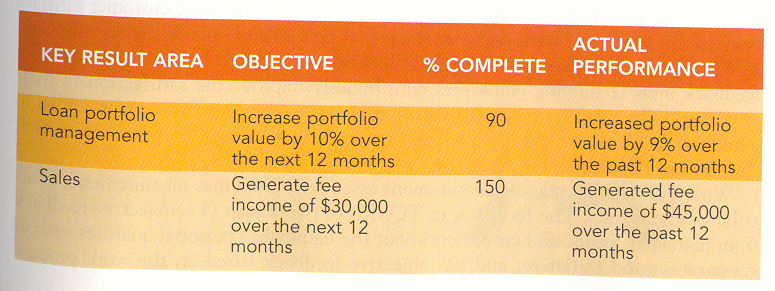 KEY RESULT AREA OBJECTIVE % COMPLETE ACTUAL PERFORMANCE
Loan portfolio management
Increase portfolio
value by 10% over
the next 12 months
90
Increased portfolio
value by 9% over
the past 12 months
Sales
Generate fee
income of $30,000
over the next 12
months
150
Generated fee
income of $45,000
over the past 12
months